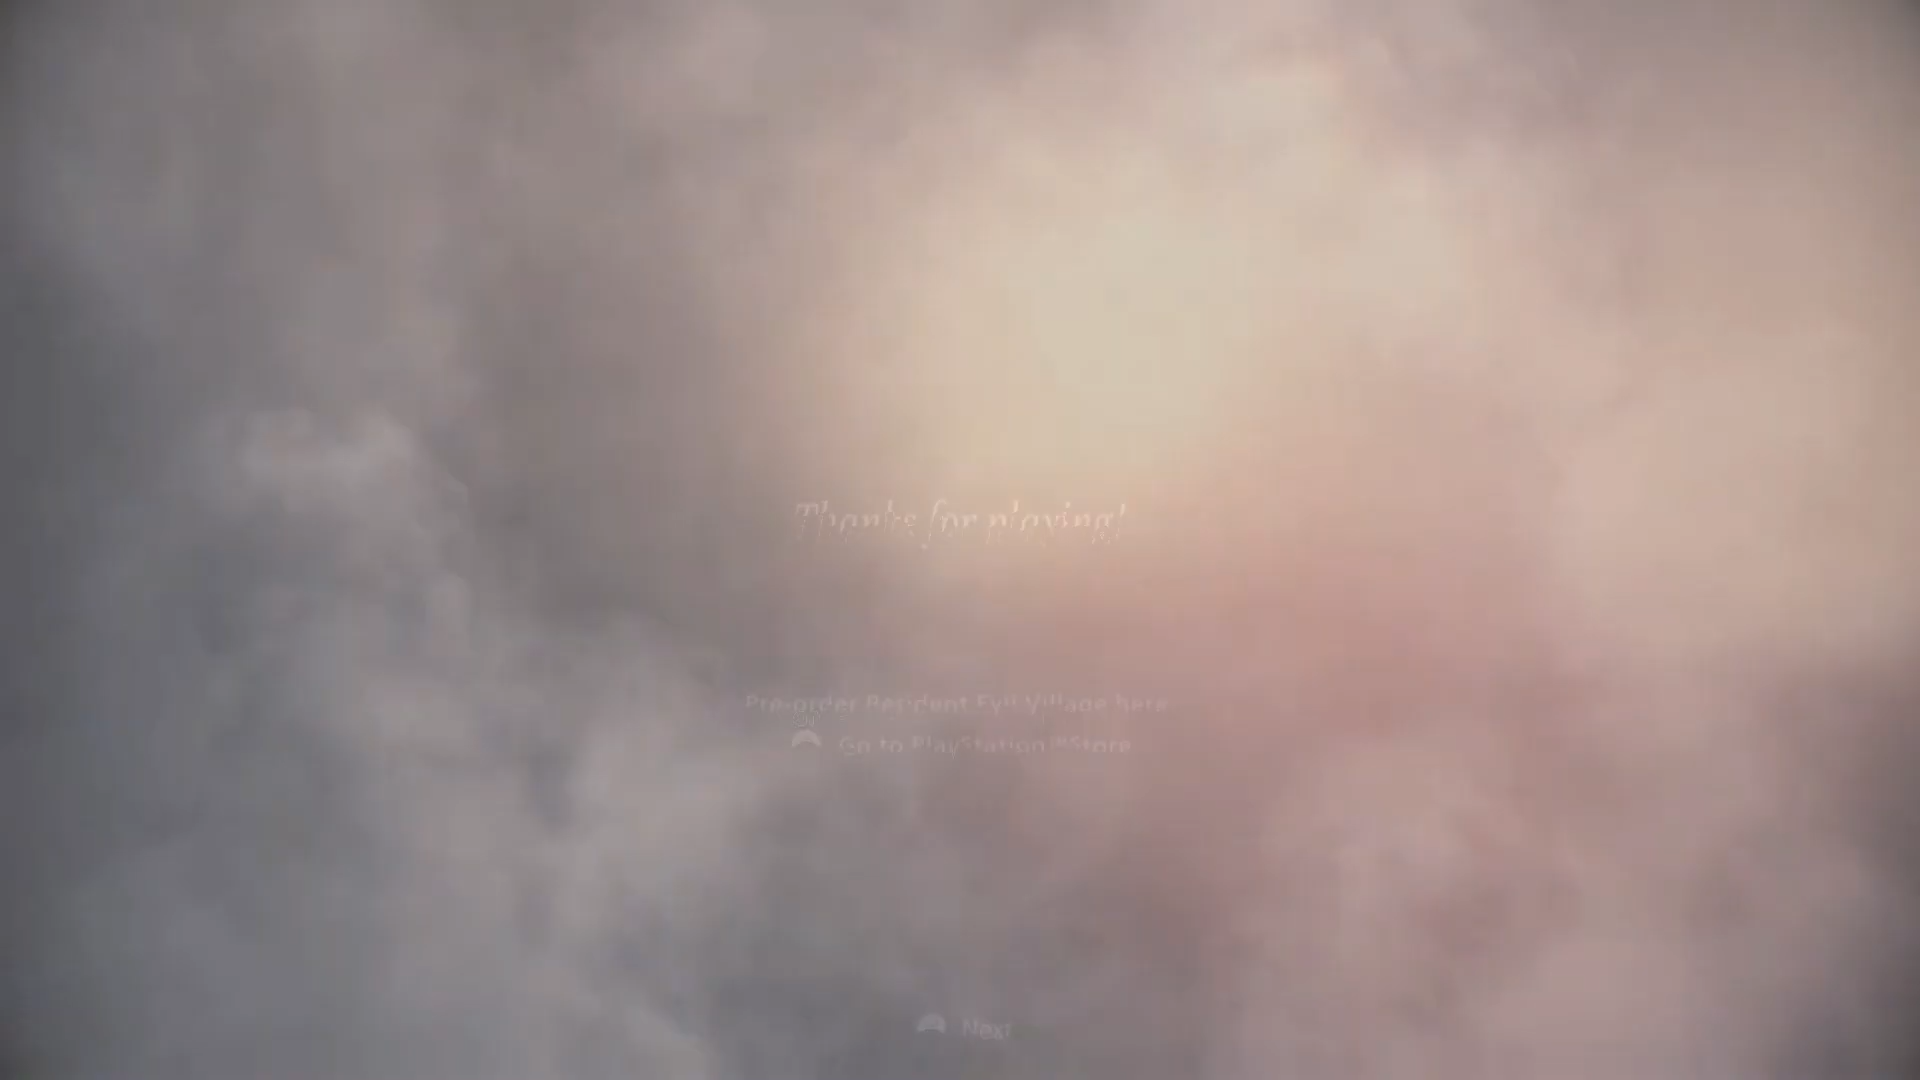 Thanks for playing!
Pre-order Resident Evil Village here
Go to PlayStation®Store
Next